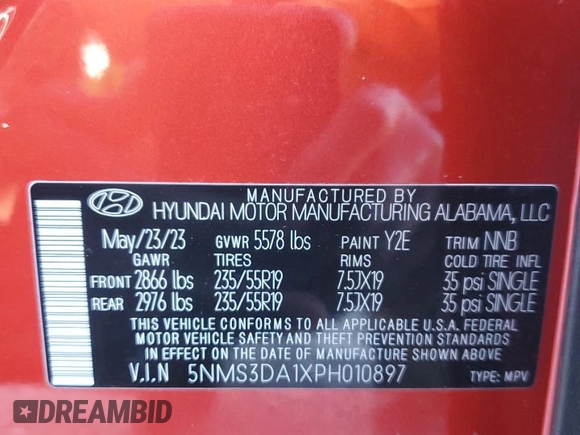 MANUFACTURED BY
HYUNDAI MOTOR MANUFACTURING ALABAMA, LLC
May/23/23 GVWR 5578 lbs PAINT Y2E TRIM NNB
GAWR TIRES RIMS COLD TIRE INFL
FRONT 2866 lbs 235/55R19 7.5JX19 35 psi SINGLE
REAR 2976 lbs 235/55R19 7.5JX19 35 psi SINGLE
THIS VEHICLE CONFORMS TO ALL APPLICABLE U.S.A. FEDERAL
MOTOR VEHICLE SAFETY AND THEFT PREVENTION STANDARDS
IN EFFECT ON THE DATE OF MANUFACTURE SHOWN ABOVE.
V.I.N 5NMS3DA1XPH010897 TYPE: MPV
DREAMBID